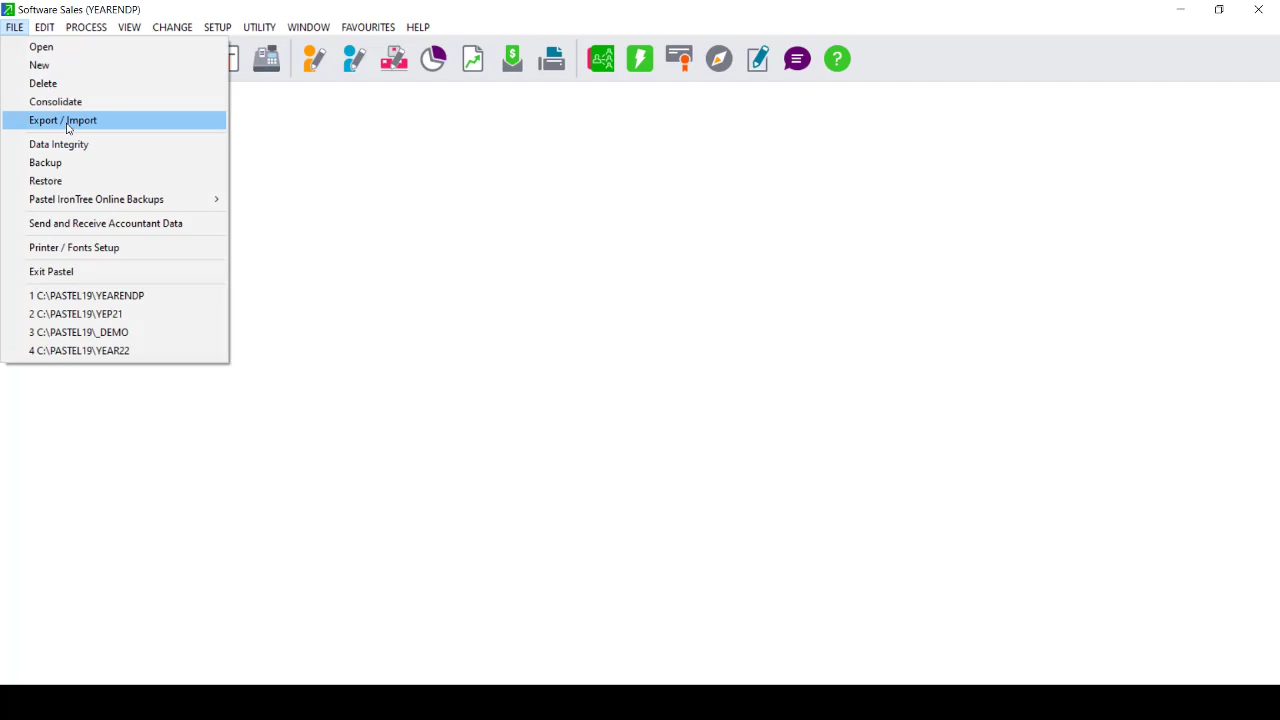 Software Sales (YEARENDP)
FILE EDIT PROCESS VIEW CHANGE SETUP UTILITY WINDOW FAVOURITES HELP
Open
New
Delete
Consolidate
Export / Import
Data Integrity
Backup
Restore
Pastel IronTree Online Backups
Send and Receive Accountant Data
Printer / Fonts Setup
Exit Pastel
1 C:\PASTEL19\YEARENDP
2 C:\PASTEL19\YEP21
3 C:\PASTEL19\_DEMO
4 C:\PASTEL19\YEAR22